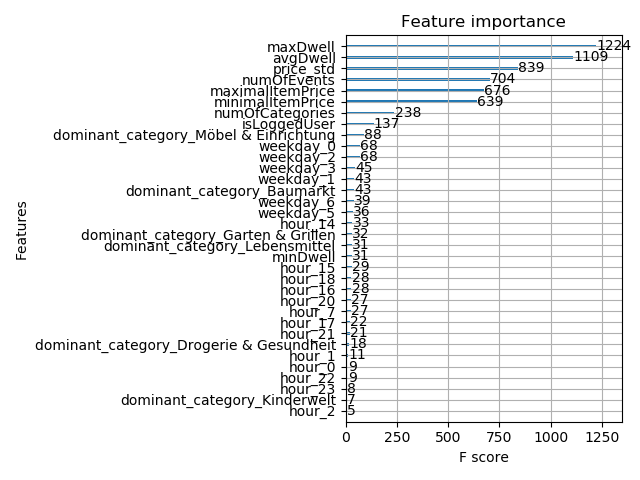 Feature importance
maxDwell 1224
avgDwell 1109
price_std 839
numOfEvents 704
maximalItemPrice 676
minimalItemPrice 639
numOfCategories 238
isLoggedUser 137
dominant_category_Möbel & Einrichtung 88
weekday_0 68
weekday_2 68
weekday_3 45
weekday_1 43
dominant_category_Baumarkt 43
weekday_6 39
weekday_5 36
hour_14 33
dominant_category_Garten & Grillen 32
dominant_category_Lebensmittel 31
minDwell 31
hour_15 29
hour_18 28
hour_16 28
hour_20 27
hour_7 27
hour_17 22
hour_21 21
dominant_category_Drogerie & Gesundheit 18
hour_1 11
hour_0 9
hour_22 9
hour_23 8
dominant_category_Kinderwelt 7
hour_2 5
0 250 500 750 1000 1250
F score
Features